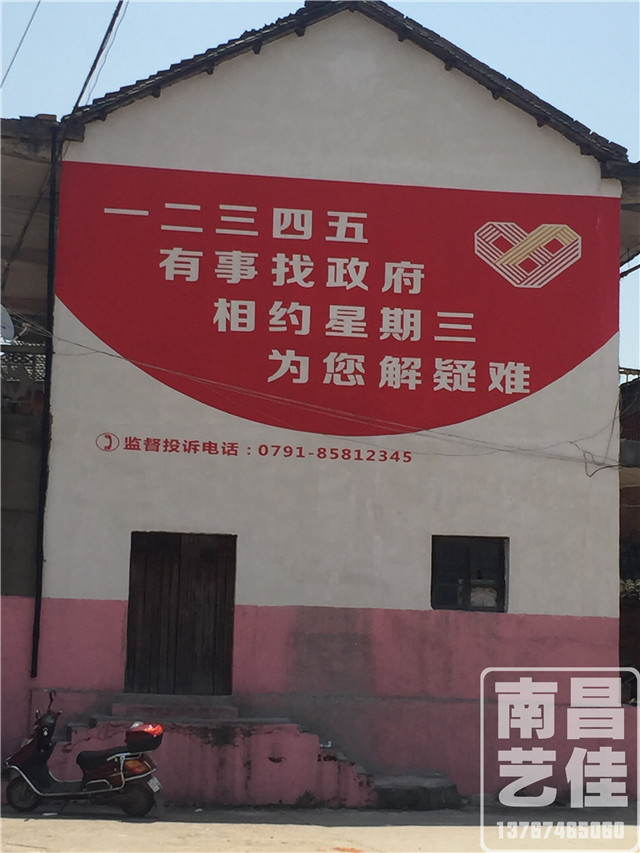 一二三四五
有事找政府
相约星期三
为您解疑难
监督投诉电话：0791-85812345
南昌
艺佳
13767465060